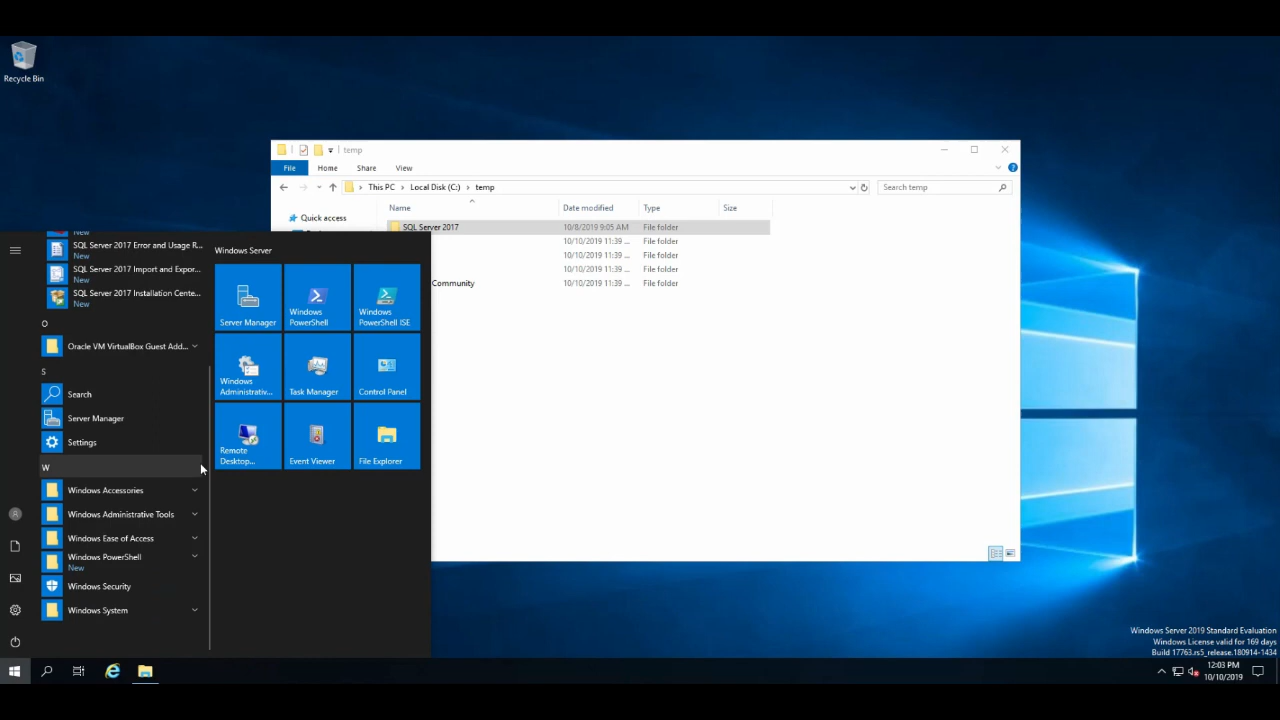 Recycle Bin
temp
File
Home
Share
View
This PC
Local Disk (C:)
temp
Search temp
Name
Date modified
Type
Size
Quick access
SQL Server 2017
10/8/2019 9:05 AM
File folder
10/10/2019 11:39 ...
File folder
10/10/2019 11:39 ...
File folder
10/10/2019 11:39 ...
File folder
Community
10/10/2019 11:39 ...
File folder
New
SQL Server 2017 Error and Usage R...
New
SQL Server 2017 Import and Expor...
New
SQL Server 2017 Installation Cente...
New
O
Oracle VM VirtualBox Guest Add...
S
Search
Server Manager
Settings
W
Windows Accessories
Windows Administrative Tools
Windows Ease of Access
Windows PowerShell
New
Windows Security
Windows System
Windows Server
Server Manager
Windows
PowerShell
Windows
PowerShell ISE
Windows
Administrativ...
Task Manager
Control Panel
Remote
Desktop...
Event Viewer
File Explorer
Windows Server 2019 Standard Evaluation
Windows License valid for 169 days
Build 17763.rs5_release.180914-1434
12:03 PM
10/10/2019